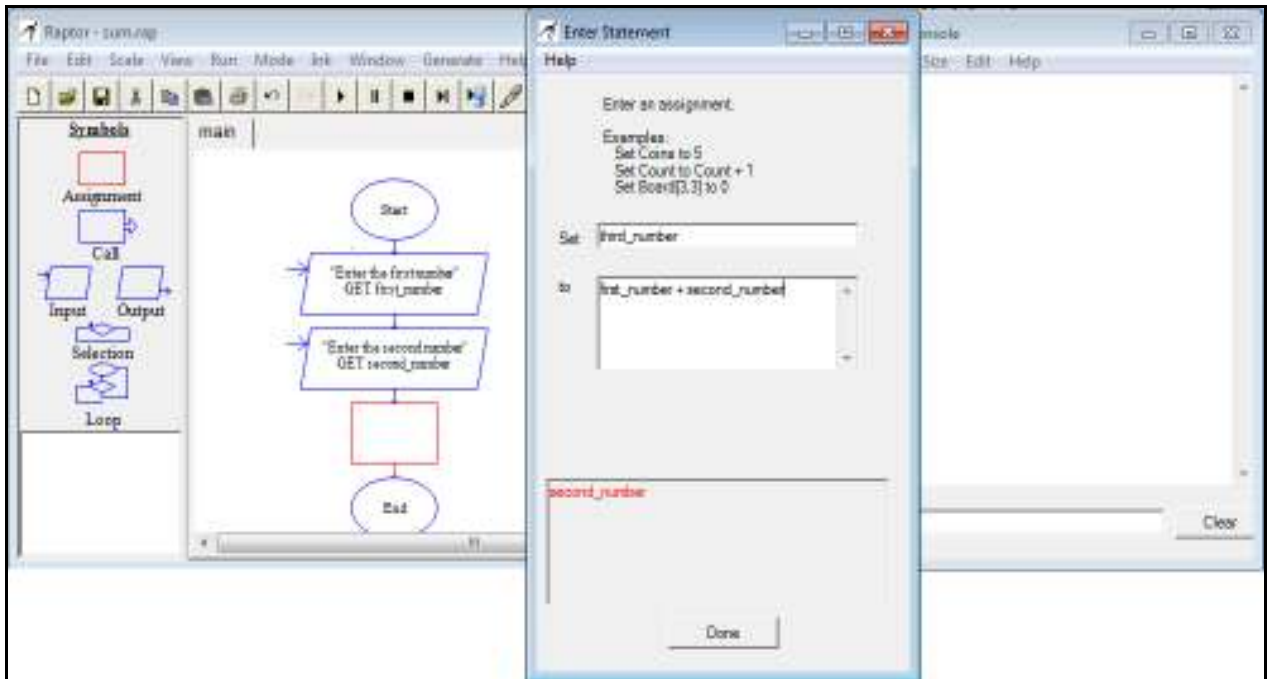 Raptor - sum.rap
File Edit Scale View Run Mode Ink Window Generate Help
Symbols
Assignment
Call
Input Output
Selection
Loop
main
Start
"Enter the first number"
GET first_number
"Enter the second number"
GET second_number
End
Enter Statement
Help
Enter an assignment.
Examples:
Set Coins to 5
Set Count to Count + 1
Set Board[3,3] to 0
Set third_number
to first_number + second_number
second_number
Done
Size Edit Help
Clear